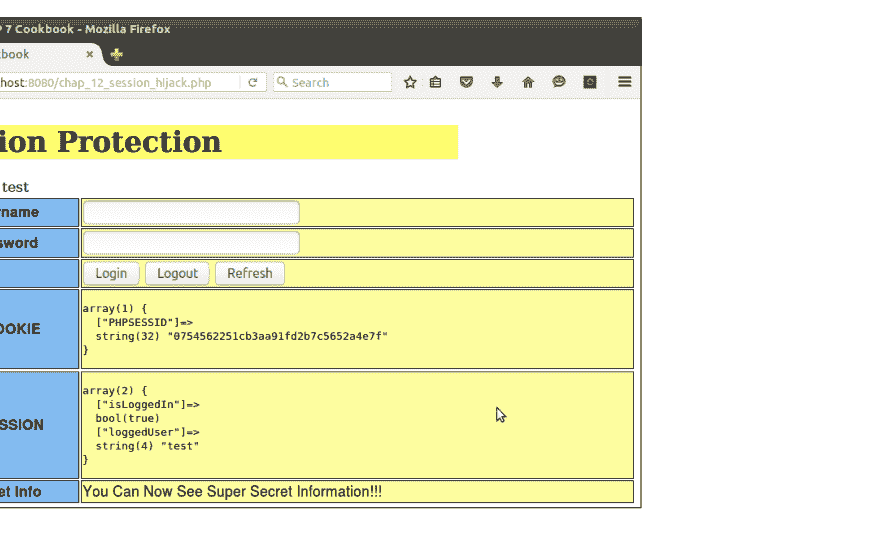 P 7 Cookbook - Mozilla Firefox
book
host:8080/chap_12_session_hijack.php
Search
ion Protection
test
rname
sword
Login Logout Refresh
OOKIE
array(1) {
["PHPSESSID"]=>
string(32) "0754562251cb3aa91fd2b7c5652a4e7f"
}
SSION
array(2) {
["isLoggedIn"]=>
bool(true)
["loggedUser"]=>
string(4) "test"
}
et Info
You Can Now See Super Secret Information!!!